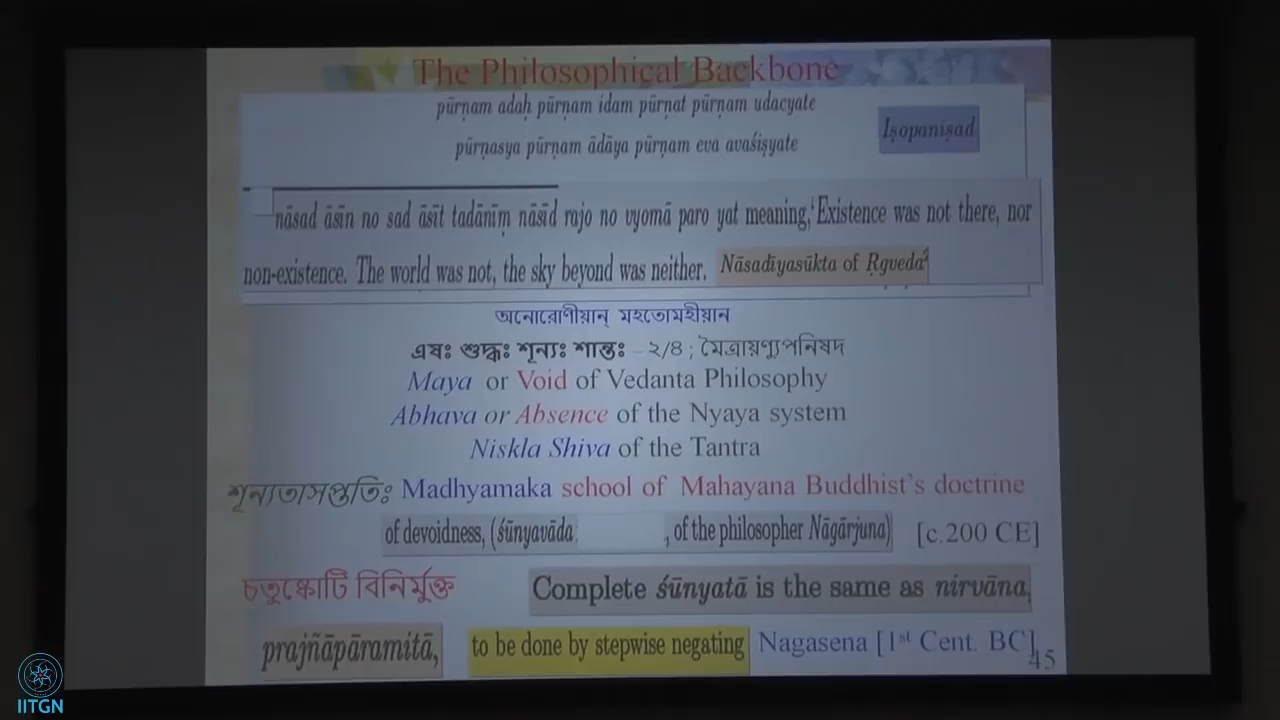 The Philosophical Backbone
pūrṇam adaḥ pūrṇam idam pūrṇat pūrṇam udacyate
Iṣopaniṣad
pūrṇasya pūrṇam ādāya pūrṇam eva avaśiṣyate
nāsad āsīn no sad āsīt tadānīṃ nāsīd rajo no vyomā paro yat meaning,‘Existence was not there, nor
non-existence. The world was not, the sky beyond was neither. Nāsadīyasūkta of Ṛgveda
অনোরোণীয়ান্ মহতোমহীয়ান
এষঃ শুদ্ধঃ শূন্যঃ শান্তঃ – ২/৪ ; মৈত্রায়ণ্যুপনিষদ
Maya or Void of Vedanta Philosophy
Abhava or Absence of the Nyaya system
Niskla Shiva of the Tantra
শূন্যতাসপ্ততিঃ Madhyamaka school of Mahayana Buddhist`s doctrine
of devoidness, (śūnyavāda , of the philosopher Nāgārjuna) [c.200 CE]
চতুষ্কোটি বিনির্মুক্ত Complete śūnyatā is the same as nirvāna,
prajñāpāramitā, to be done by stepwise negating Nagasena [1st Cent. BC]
45
IITGN